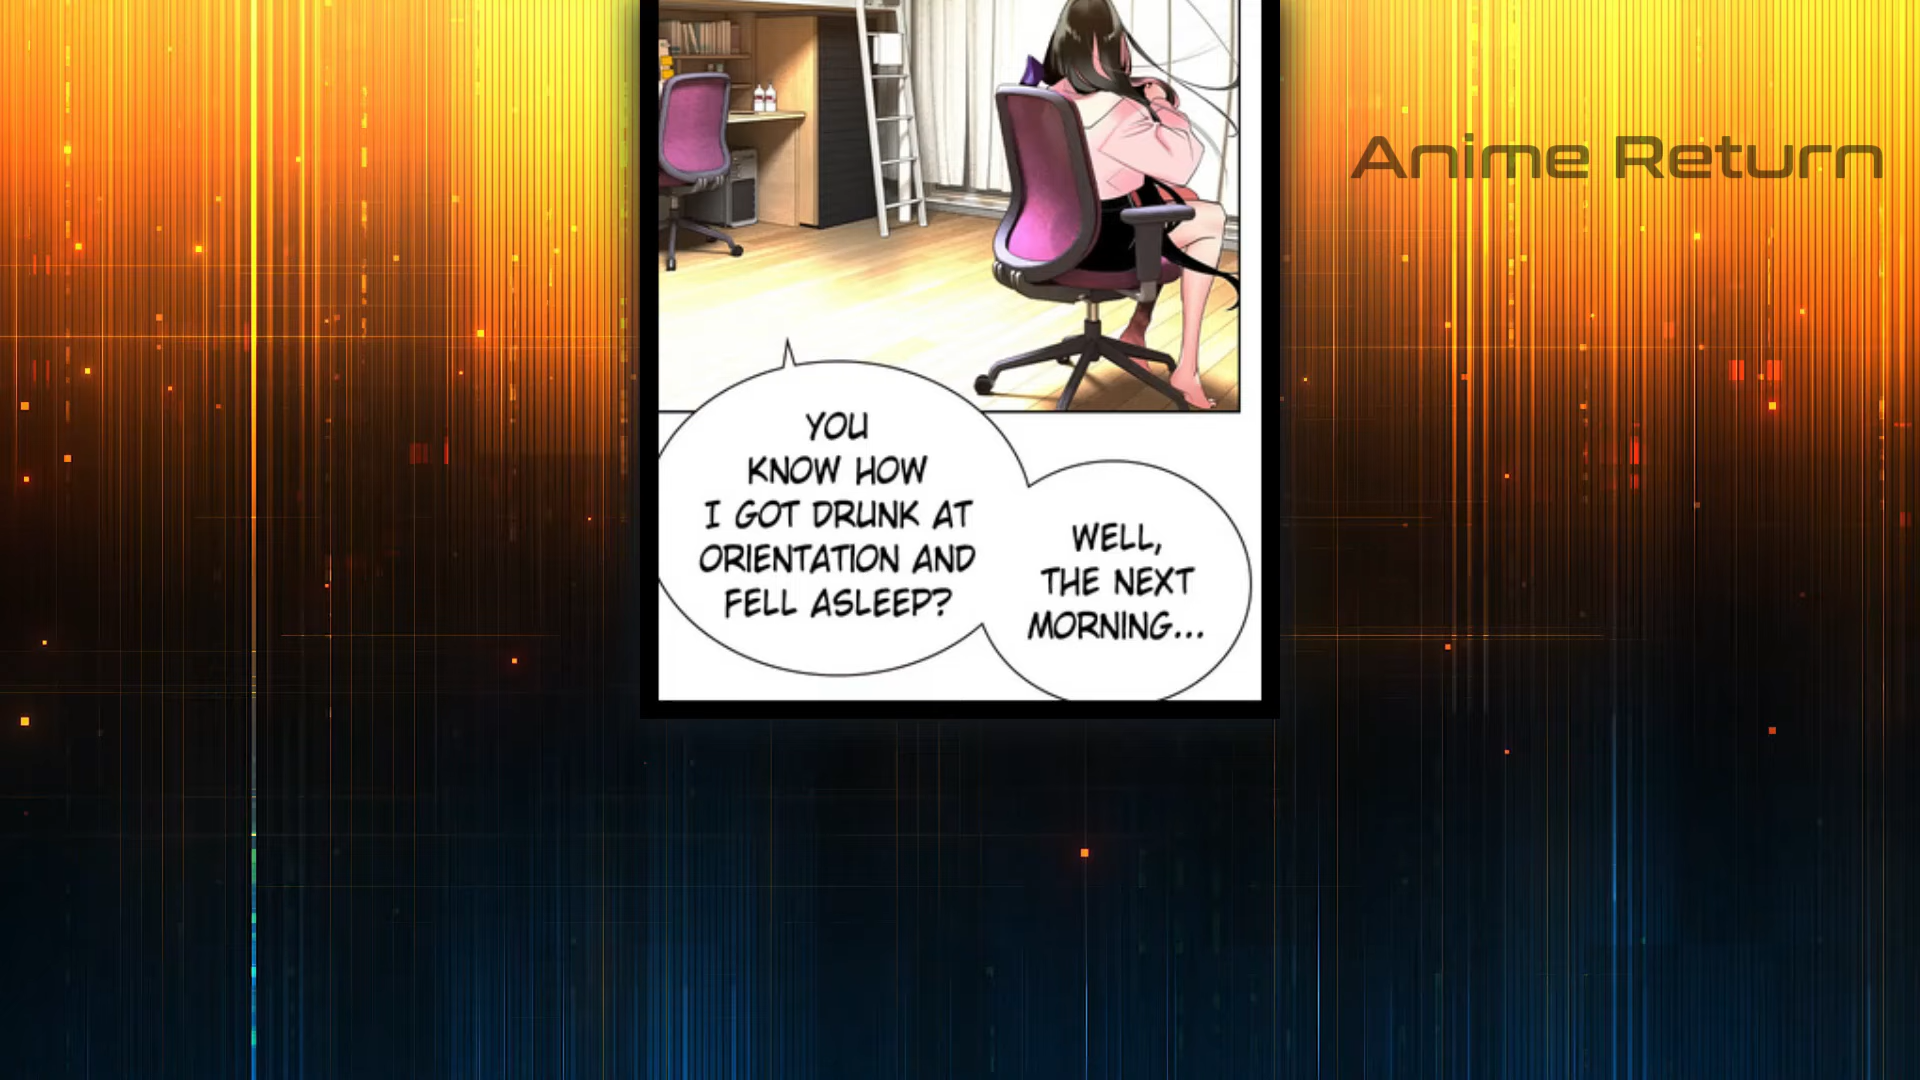 Anime Return
YOU
KNOW HOW
I GOT DRUNK AT
ORIENTATION AND
FELL ASLEEP?
WELL,
THE NEXT
MORNING...